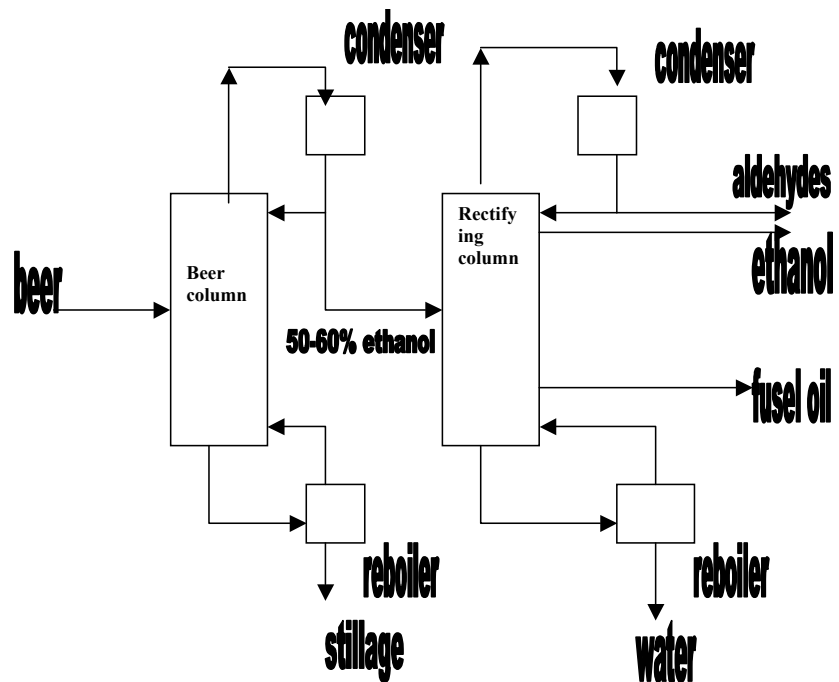 condenser
condenser
aldehydes
Rectify
ing
column
ethanol
Beer
column
beer
50-60% ethanol
fusel oil
reboiler
reboiler
stillage
water